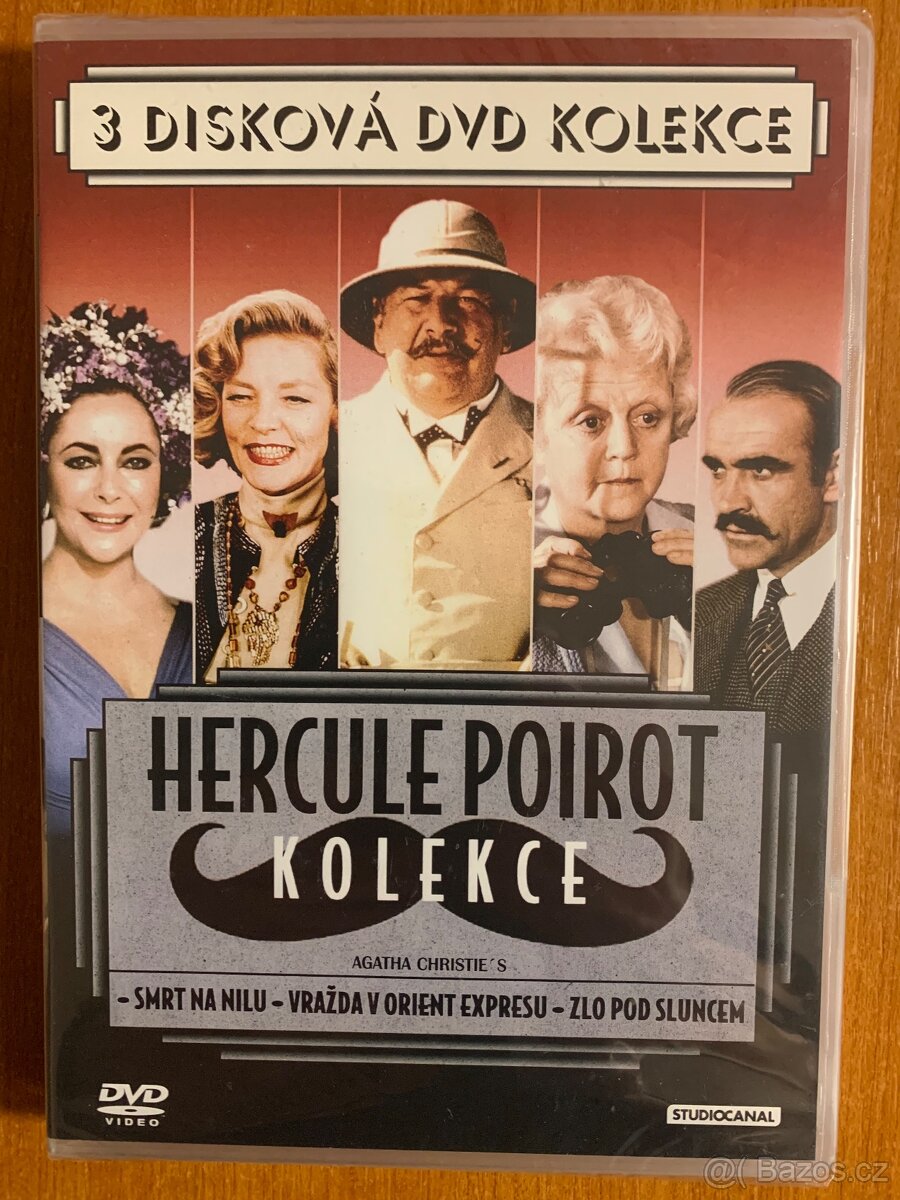 3 DISKOVÁ DVD KOLEKCE
HERCULE POIROT
KOLEKCE
AGATHA CHRISTIE´S
- SMRT NA NILU - VRAŽDA V ORIENT EXPRESU - ZLO POD SLUNCEM
DVD
VIDEO
STUDIOCANAL
@( Bazos.cz